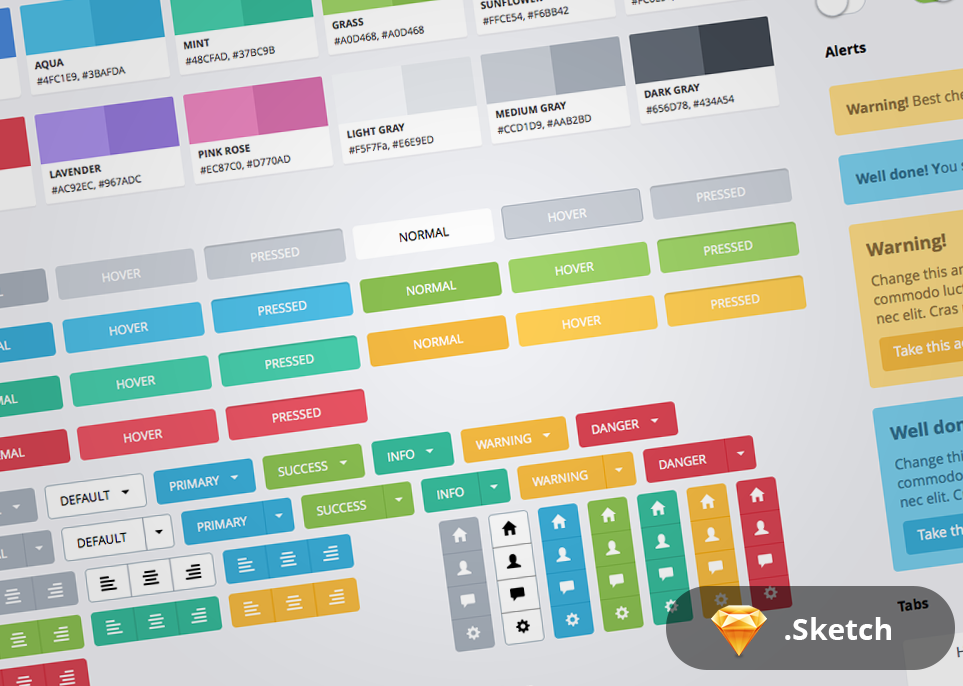 AQUA
#4FC1E9, #3BAFDA
MINT
#48CFAD, #37BC9B
GRASS
#A0D468, #A0D468
SUNFLOWER
#FFCE54, #F6BB42
LAVENDER
#AC92EC, #967ADC
PINK ROSE
#EC87C0, #D770AD
LIGHT GRAY
#F5F7Fa, #E6E9ED
MEDIUM GRAY
#CCD1D9, #AAB2BD
DARK GRAY
#656D78, #434A54
HOVER
PRESSED
NORMAL
HOVER
PRESSED
HOVER
PRESSED
NORMAL
HOVER
PRESSED
MAL
HOVER
PRESSED
NORMAL
HOVER
PRESSED
MAL
HOVER
PRESSED
DEFAULT
PRIMARY
SUCCESS
INFO
WARNING
DANGER
DEFAULT
PRIMARY
SUCCESS
INFO
WARNING
DANGER
Alerts
Warning! Best che
Well done! You s
Warning!
Change this an
commodo luct
nec elit. Cras
Take this a
Well don
Change thi
commodo
nec elit. C
Take the
Tabs
.Sketch